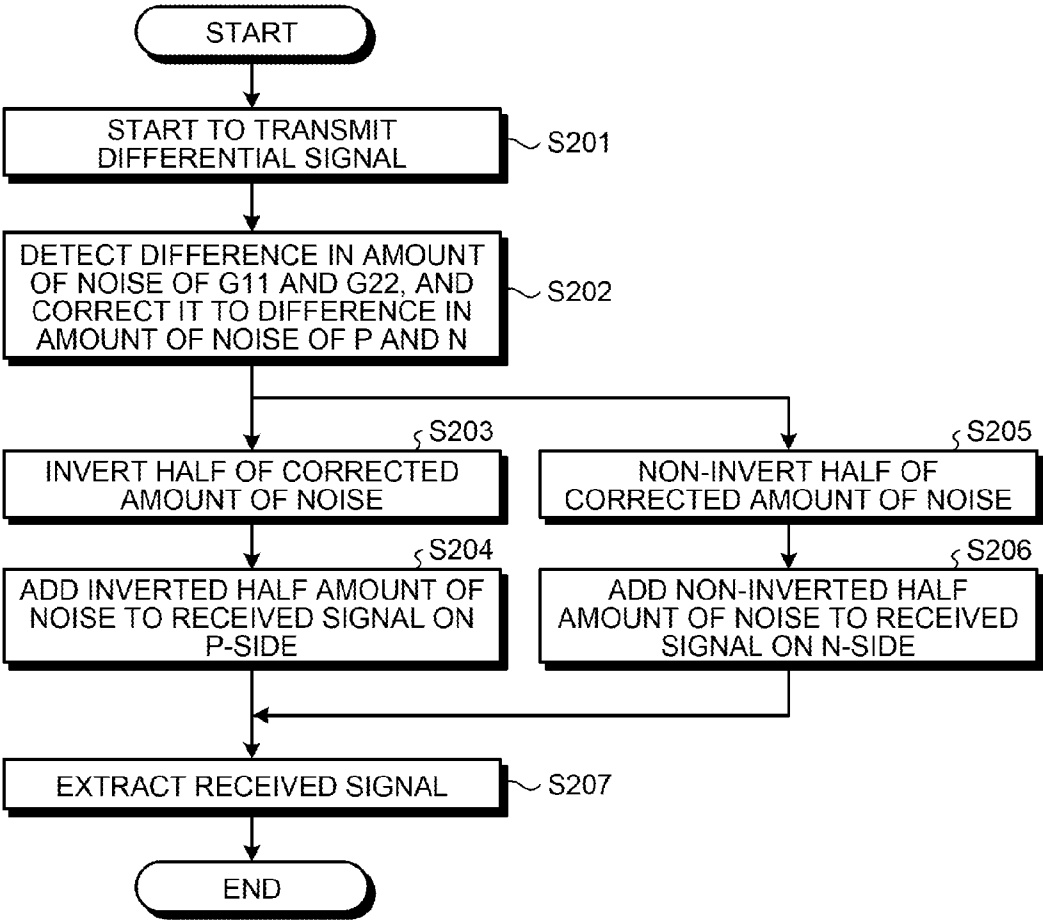 START
START TO TRANSMIT
DIFFERENTIAL SIGNAL
S201
DETECT DIFFERENCE IN AMOUNT
OF NOISE OF G11 AND G22, AND
CORRECT IT TO DIFFERENCE IN
AMOUNT OF NOISE OF P AND N
S202
S203
INVERT HALF OF CORRECTED
AMOUNT OF NOISE
S204
ADD INVERTED HALF AMOUNT OF
NOISE TO RECEIVED SIGNAL ON
P-SIDE
S205
NON-INVERT HALF OF
CORRECTED AMOUNT OF NOISE
S206
ADD NON-INVERTED HALF
AMOUNT OF NOISE TO RECEIVED
SIGNAL ON N-SIDE
EXTRACT RECEIVED SIGNAL
S207
END